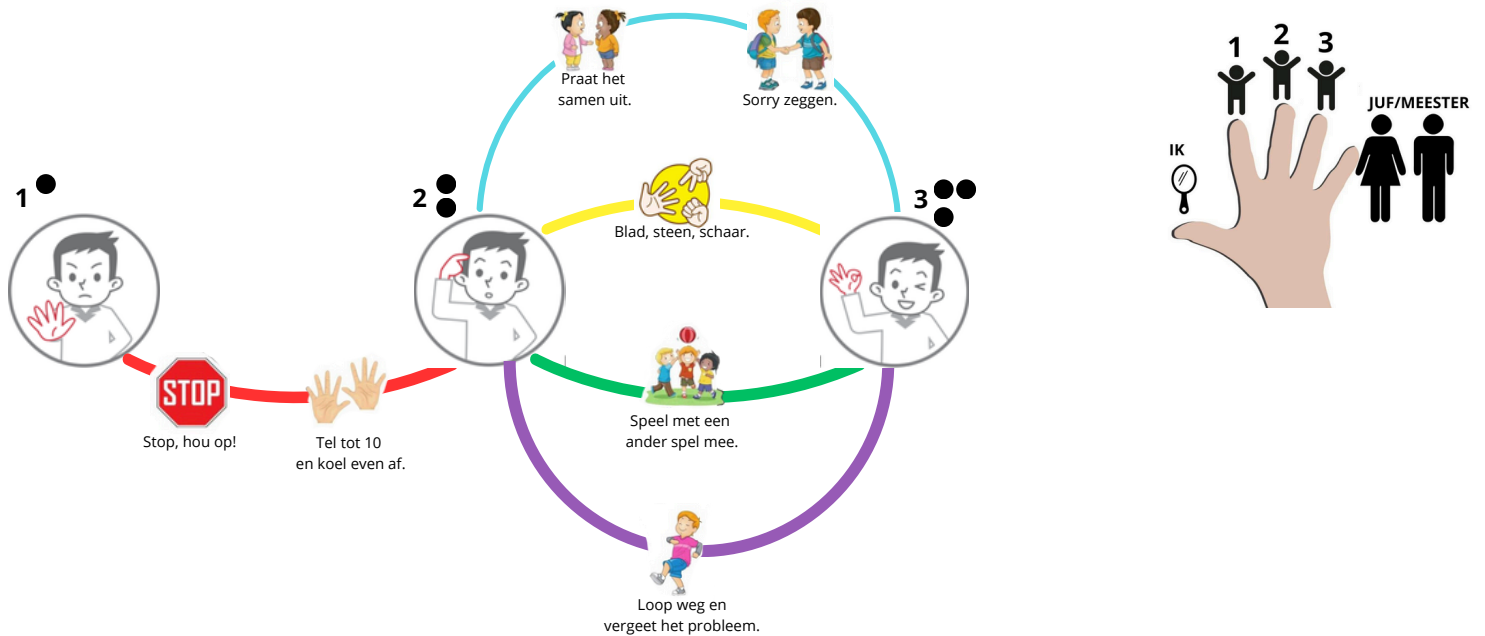 Praat het
samen uit.
Sorry zeggen.
1
2
3
Blad, steen, schaar.
STOP
Stop, hou op!
Tel tot 10
en koel even af.
Speel met een
ander spel mee.
Loop weg en
vergeet het probleem.
1
2
3
JUF/MEESTER
IK